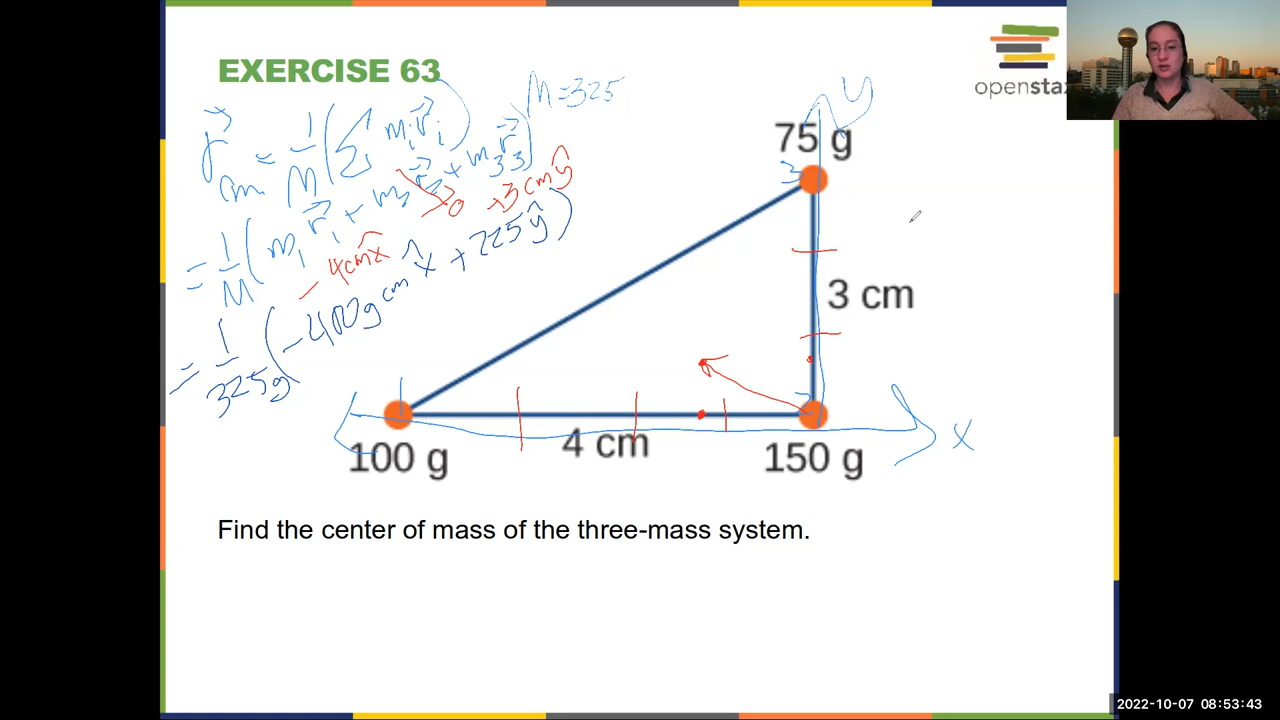 EXERCISE 63
openstax
M = 325
r⃗cm = 1/M (∑ mᵢr⃗ᵢ)
= 1/M (m₁r⃗₁ + m₂r⃗₂ + m₃r⃗₃)
-4cm x̂
0
+3cm ŷ
= 1/325g (-400g cm x̂ + 225 ŷ)
y
75 g
3
3 cm
1
2
x
100 g
4 cm
150 g
Find the center of mass of the three-mass system.
2022-10-07 08:53:43